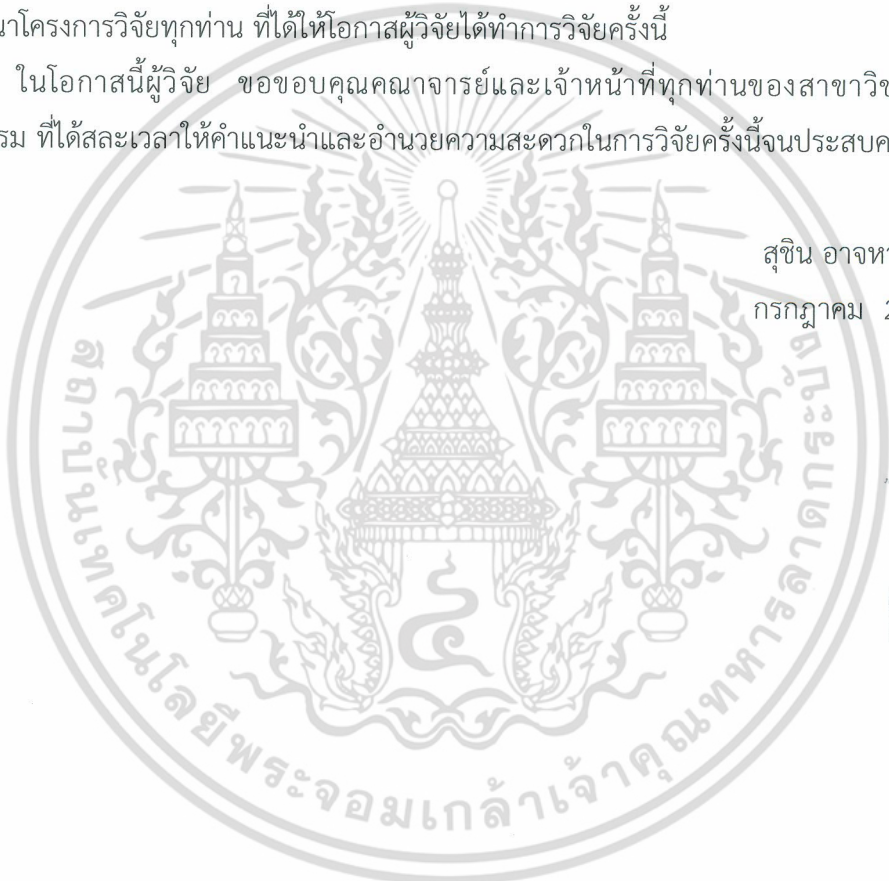 นาโครงการวิจัยทุกท่าน ที่ได้ให้โอกาสผู้วิจัยได้ทำการวิจัยครั้งนี้
ในโอกาสนี้ผู้วิจัย ขอขอบคุณคณาจารย์และเจ้าหน้าที่ทุกท่านของสาขาวิช
รม ที่ได้สละเวลาให้คำแนะนำและอำนวยความสะดวกในการวิจัยครั้งนี้จนประสบค
สุชิน อาจหา
กรกฎาคม 2
สถาบันเทคโนโลยีพระจอมเกล้าเจ้าคุณทหารลาดกระบัง
๔